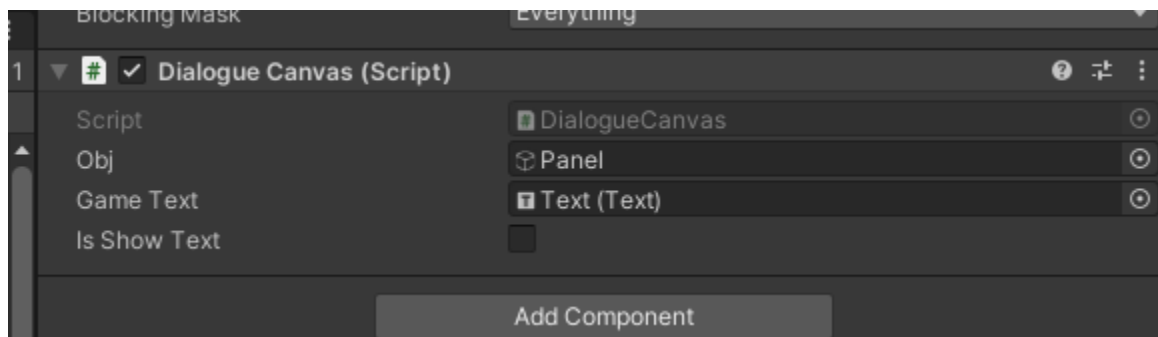 Blocking Mask Everything
1 # Dialogue Canvas (Script)
Script # DialogueCanvas
Obj Panel
Game Text T Text (Text)
Is Show Text
Add Component